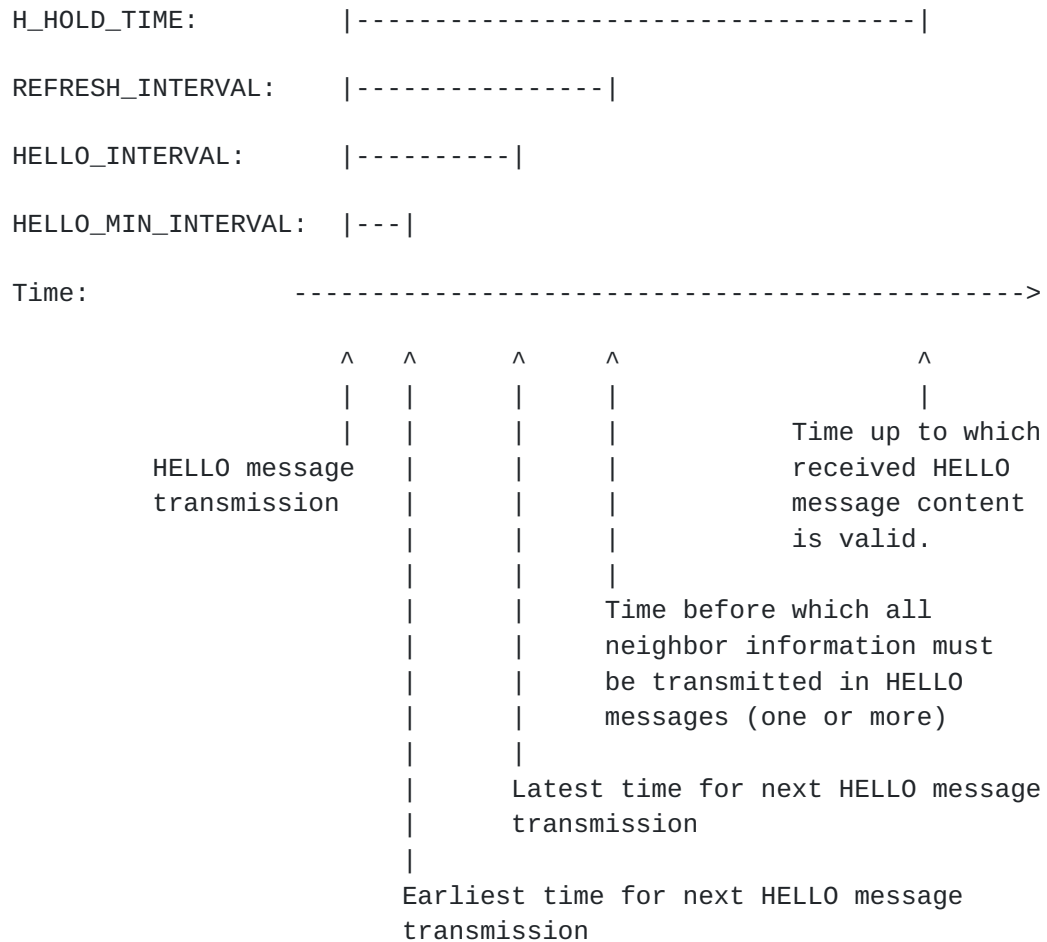 H_HOLD_TIME:         |------------------------------------|
REFRESH_INTERVAL:    |----------------|
HELLO_INTERVAL:      |----------|
HELLO_MIN_INTERVAL:  |---|
Time:             ----------------------------------------------->
^   ^      ^     ^                   ^
|   |      |     |                   |
|   |      |     |           Time up to which
HELLO message   |      |     |           received HELLO
transmission    |      |     |           message content
|      |     |           is valid.
|      |     |
|      |     Time before which all
|      |     neighbor information must
|      |     be transmitted in HELLO
|      |     messages (one or more)
|      |
|      Latest time for next HELLO message
|      transmission
|
Earliest time for next HELLO message
transmission